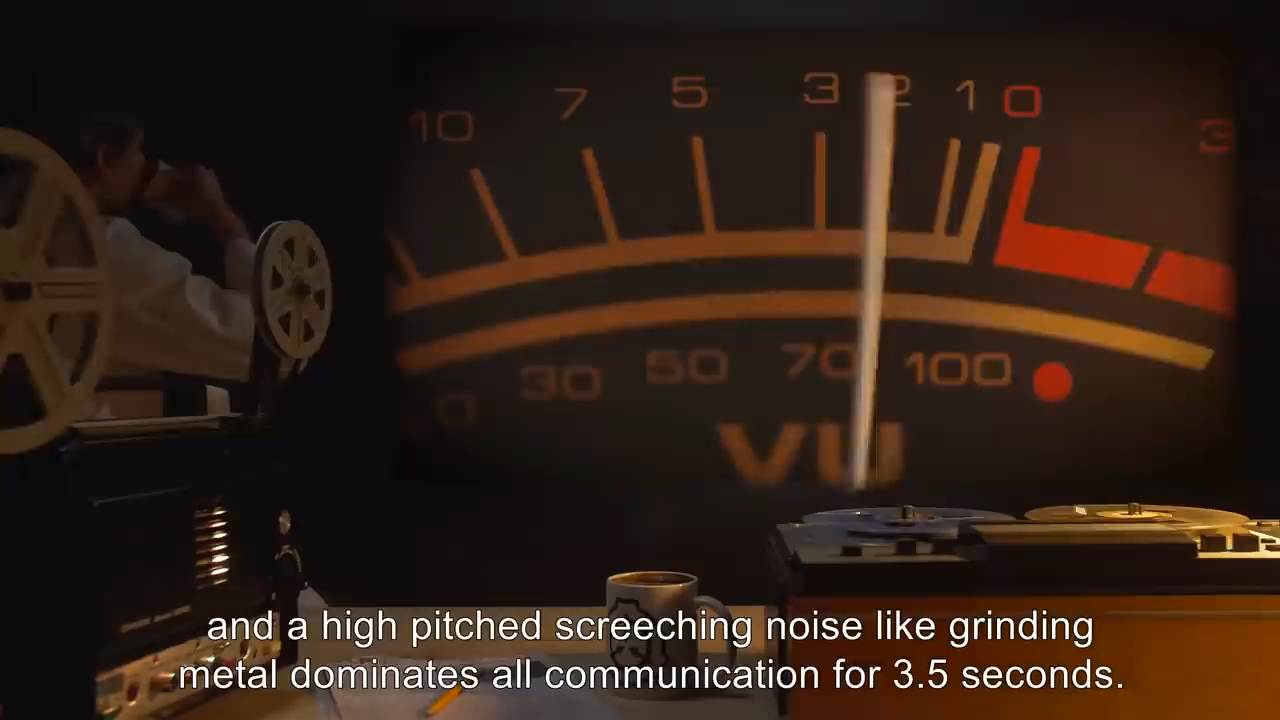 10 7 5 3 2 1 0 3
0 30 50 70 100
VU
and a high pitched screeching noise like grinding
metal dominates all communication for 3.5 seconds.